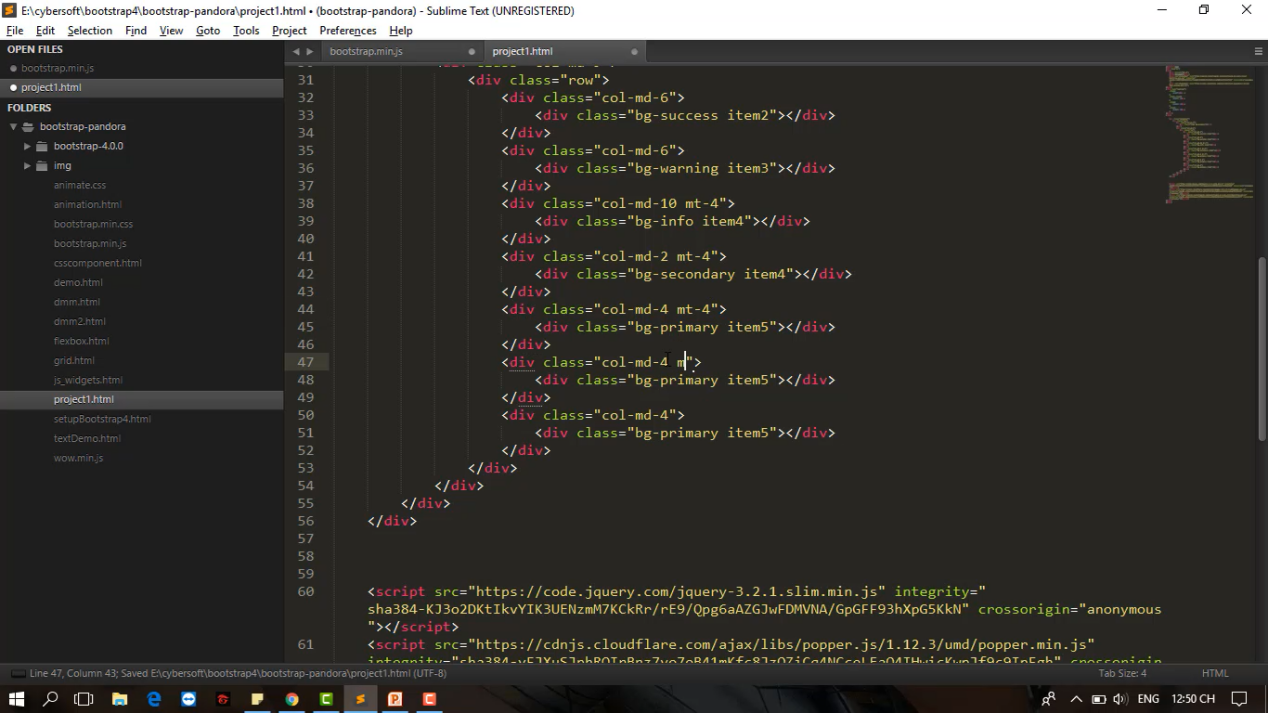 E:\cybersoft\bootstrap4\bootstrap-pandora\project1.html • (bootstrap-pandora) - Sublime Text (UNREGISTERED)
File Edit Selection Find View Goto Tools Project Preferences Help
OPEN FILES
bootstrap.min.js
project1.html
FOLDERS
bootstrap-pandora
bootstrap-4.0.0
img
animate.css
animation.html
bootstrap.min.css
bootstrap.min.js
csscomponent.html
demo.html
dmm.html
dmm2.html
flexbox.html
grid.html
js_widgets.html
project1.html
setupBootstrap4.html
textDemo.html
wow.min.js
bootstrap.min.js
project1.html
31 <div class="row">
32 <div class="col-md-6">
33 <div class="bg-success item2"></div>
34 </div>
35 <div class="col-md-6">
36 <div class="bg-warning item3"></div>
37 </div>
38 <div class="col-md-10 mt-4">
39 <div class="bg-info item4"></div>
40 </div>
41 <div class="col-md-2 mt-4">
42 <div class="bg-secondary item4"></div>
43 </div>
44 <div class="col-md-4 mt-4">
45 <div class="bg-primary item5"></div>
46 </div>
47 <div class="col-md-4 m">
48 <div class="bg-primary item5"></div>
49 </div>
50 <div class="col-md-4">
51 <div class="bg-primary item5"></div>
52 </div>
53 </div>
54 </div>
55 </div>
56 </div>
57
58
59
60 <script src="https://code.jquery.com/jquery-3.2.1.slim.min.js" integrity="
sha384-KJ3o2DKtIkvYIK3UENzmM7KCkRr/rE9/Qpg6aAZGJwFDMVNA/GpGFF93hXpG5KkN" crossorigin="anonymous
"></script>
61 <script src="https://cdnjs.cloudflare.com/ajax/libs/popper.js/1.12.3/umd/popper.min.js"
Line 47, Column 43; Saved E:\cybersoft\bootstrap4\bootstrap-pandora\project1.html (UTF-8)
Tab Size: 4
HTML
ENG
12:50 CH